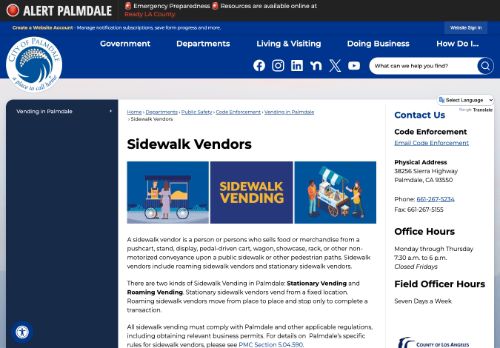 ALERT PALMDALE
🚨 Emergency Preparedness 🚨 Resources are available online at
Ready LA County.
Create a Website Account - Manage notification subscriptions, save form progress and more.
Website Sign In
CITY OF PALMDALE
a place to call home
Government
Departments
Living & Visiting
Doing Business
How Do I...
What can we help you find?
Select Language
Google Translate
Vending in Palmdale
Home › Departments › Public Safety › Code Enforcement › Vending in Palmdale
› Sidewalk Vendors
Sidewalk Vendors
SIDEWALK
VENDING
A sidewalk vendor is a person or persons who sells food or merchandise from a
pushcart, stand, display, pedal-driven cart, wagon, showcase, rack, or other non-
motorized conveyance upon a public sidewalk or other pedestrian paths. Sidewalk
vendors include roaming sidewalk vendors and stationary sidewalk vendors.
There are two kinds of Sidewalk Vending in Palmdale: Stationary Vending and
Roaming Vending. Stationary sidewalk vendors vend from a fixed location.
Roaming sidewalk vendors move from place to place and stop only to complete a
transaction.
All sidewalk vending must comply with Palmdale and other applicable regulations,
including obtaining relevant business permits. For details on Palmdale's specific
rules for sidewalk vendors, please see PMC Section 5.04.590.
Contact Us
Code Enforcement
Email Code Enforcement
Physical Address
38256 Sierra Highway
Palmdale, CA 93550
Phone: 661-267-5234
Fax: 661-267-5155
Office Hours
Monday through Thursday
7:30 a.m. to 6 p.m.
Closed Fridays
Field Officer Hours
Seven Days a Week
COUNTY OF LOS ANGELES